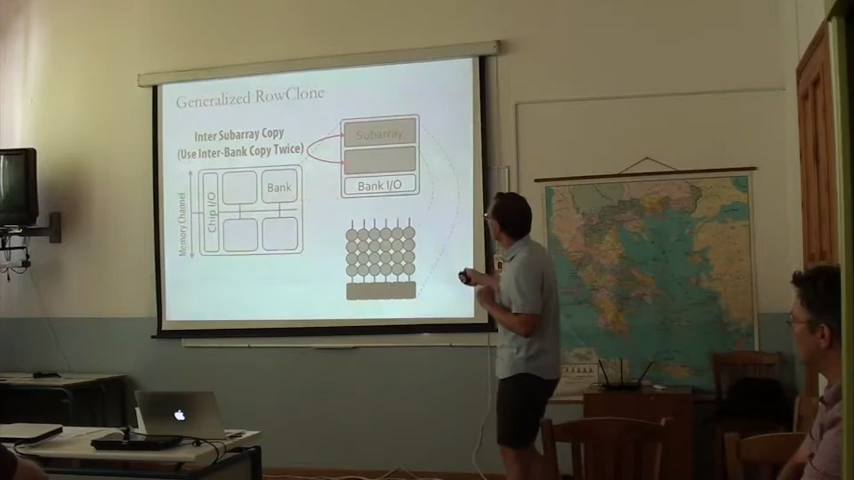 Generalized RowClone
Inter Subarray Copy
(Use Inter-Bank Copy Twice)
Subarray
Bank I/O
Memory Channel
Chip I/O
Bank